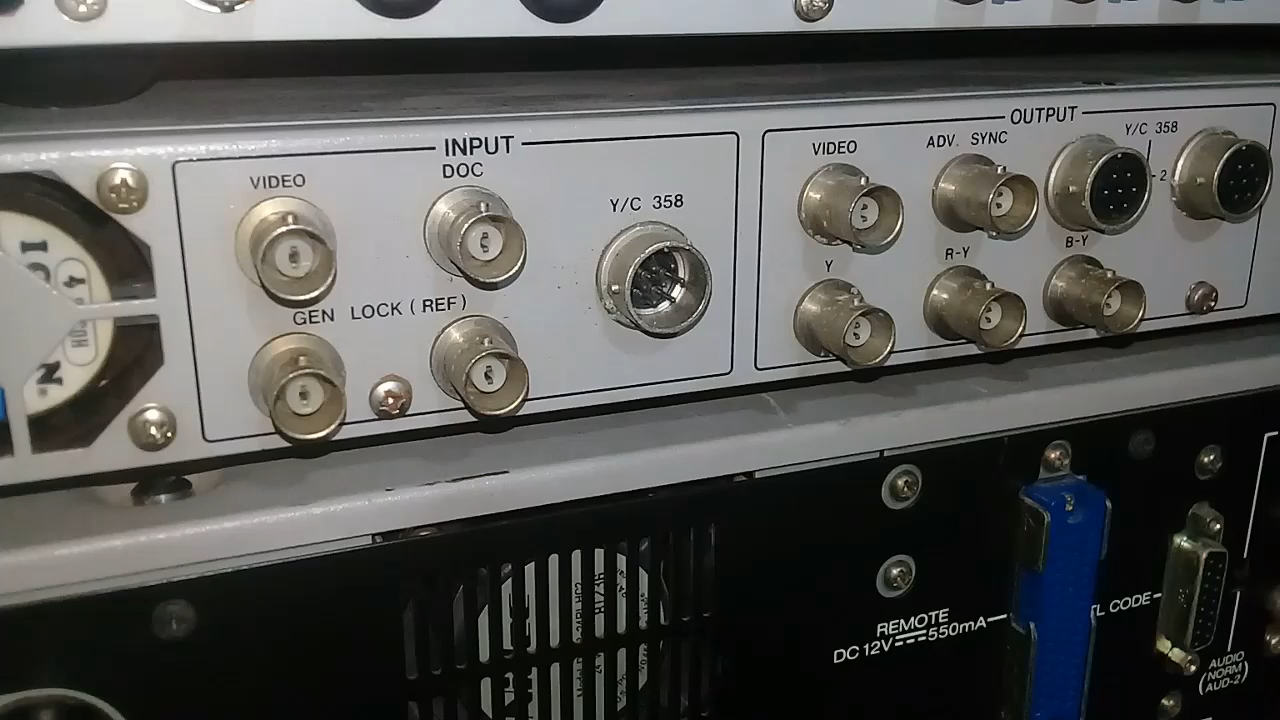 INPUT
VIDEO
DOC
Y/C 358
GEN LOCK (REF)
OUTPUT
VIDEO
ADV. SYNC
Y/C 358
-2
Y
R-Y
B-Y
REMOTE
DC 12V 550mA
TL CODE
AUDIO
(NORM
AUD-2)